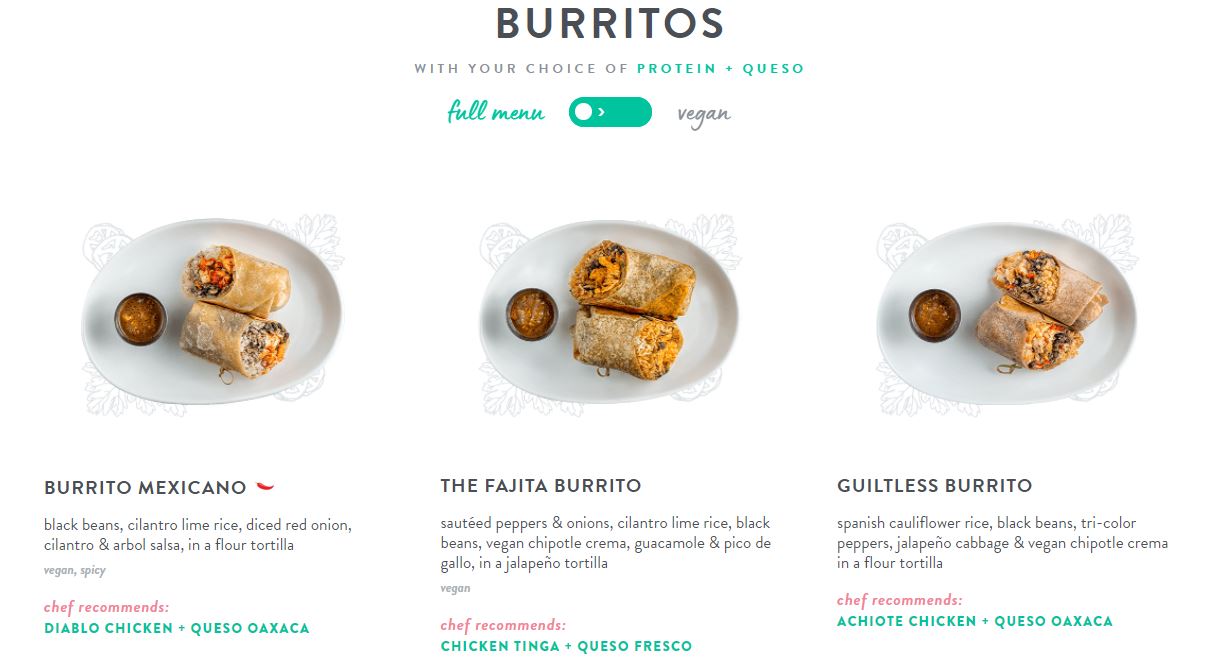 BURRITOS
WITH YOUR CHOICE OF PROTEIN + QUESO
full menu vegan
BURRITO MEXICANO
black beans, cilantro lime rice, diced red onion,
cilantro & arbol salsa, in a flour tortilla
vegan, spicy
chef recommends:
DIABLO CHICKEN + QUESO OAXACA
THE FAJITA BURRITO
sautéed peppers & onions, cilantro lime rice, black
beans, vegan chipotle crema, guacamole & pico de
gallo, in a jalapeño tortilla
vegan
chef recommends:
CHICKEN TINGA + QUESO FRESCO
GUILTLESS BURRITO
spanish cauliflower rice, black beans, tri-color
peppers, jalapeño cabbage & vegan chipotle crema
in a flour tortilla
chef recommends:
ACHIOTE CHICKEN + QUESO OAXACA